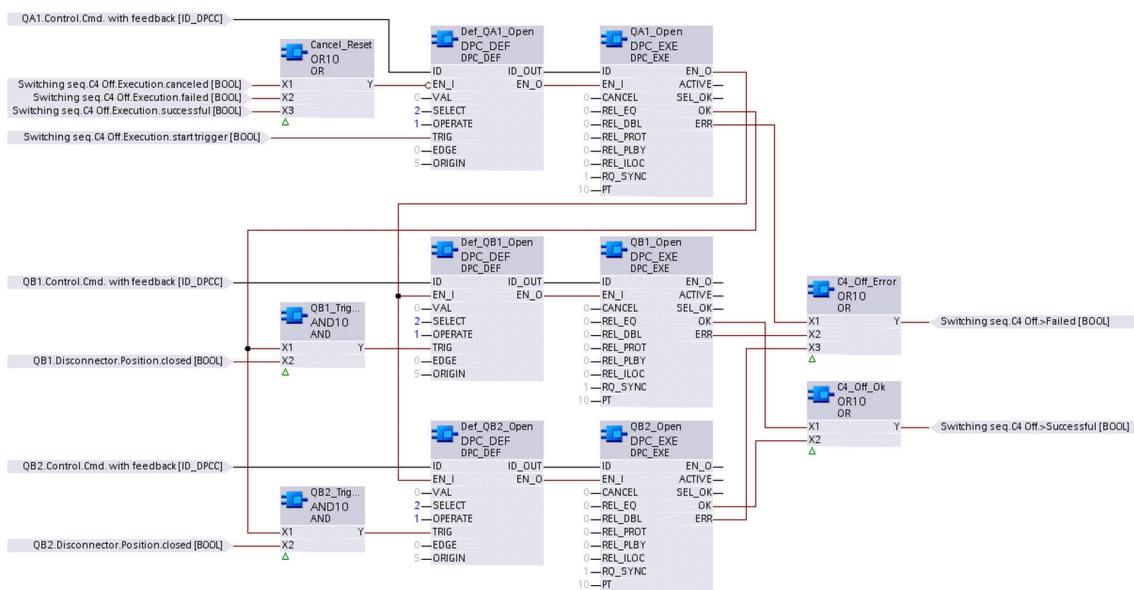 QA1.Control.Cmd. with feedback [ID_DPCC]
Switching seq.C4 Off.Execution.canceled [BOOL]
Switching seq.C4 Off.Execution.failed [BOOL]
Switching seq.C4 Off.Execution.successful [BOOL]
Switching seq.C4 Off.Execution.start trigger [BOOL]
Cancel_Reset
OR10
OR
X1 Y
X2
X3
Def_QA1_Open
DPC_DEF
DPC_DEF
ID ID_OUT
EN_I EN_O
0 VAL
2 SELECT
1 OPERATE
TRIG
0 EDGE
5 ORIGIN
QA1_Open
DPC_EXE
DPC_EXE
ID EN_O
EN_I ACTIVE
0 CANCEL SEL_OK
0 REL_EQ OK
0 REL_DBL ERR
0 REL_PROT
0 REL_PLBY
0 REL_ILOC
1 RQ_SYNC
10 PT
QB1.Control.Cmd. with feedback [ID_DPCC]
QB1.Disconnector.Position.closed [BOOL]
QB1_Trig...
AND10
AND
X1 Y
X2
Def_QB1_Open
DPC_DEF
DPC_DEF
ID ID_OUT
EN_I EN_O
0 VAL
2 SELECT
1 OPERATE
TRIG
0 EDGE
5 ORIGIN
QB1_Open
DPC_EXE
DPC_EXE
ID EN_O
EN_I ACTIVE
0 CANCEL SEL_OK
0 REL_EQ OK
0 REL_DBL ERR
0 REL_PROT
0 REL_PLBY
0 REL_ILOC
1 RQ_SYNC
10 PT
C4_Off_Error
OR10
OR
X1 Y
X2
X3
Switching seq.C4 Off.>Failed [BOOL]
C4_Off_Ok
OR10
OR
X1 Y
X2
Switching seq.C4 Off.>Successful [BOOL]
QB2.Control.Cmd. with feedback [ID_DPCC]
QB2.Disconnector.Position.closed [BOOL]
QB2_Trig...
AND10
AND
X1 Y
X2
Def_QB2_Open
DPC_DEF
DPC_DEF
ID ID_OUT
EN_I EN_O
0 VAL
2 SELECT
1 OPERATE
TRIG
0 EDGE
5 ORIGIN
QB2_Open
DPC_EXE
DPC_EXE
ID EN_O
EN_I ACTIVE
0 CANCEL SEL_OK
0 REL_EQ OK
0 REL_DBL ERR
0 REL_PROT
0 REL_PLBY
0 REL_ILOC
1 RQ_SYNC
10 PT